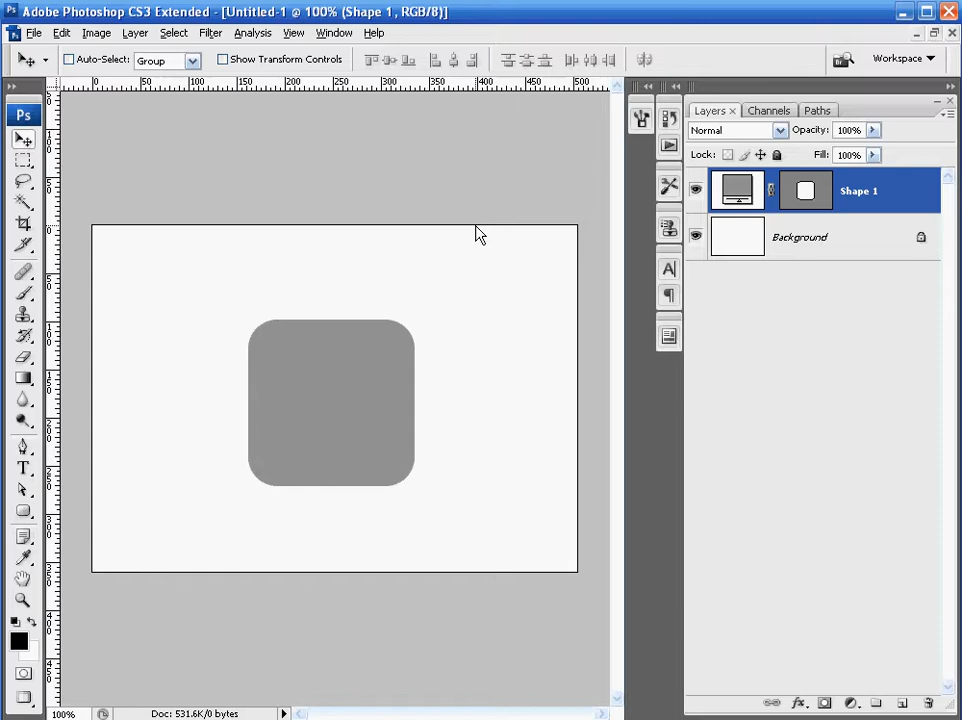 Adobe Photoshop CS3 Extended - [Untitled-1 @ 100% (Shape 1, RGB/8)]
File Edit Image Layer Select Filter Analysis View Window Help
Auto-Select: Group Show Transform Controls Workspace
0 50 100 150 200 250 300 350 400 450 500
Ps
Layers x Channels Paths
Normal Opacity: 100%
Lock: Fill: 100%
Shape 1
Background
100% Doc: 531.6K/0 bytes